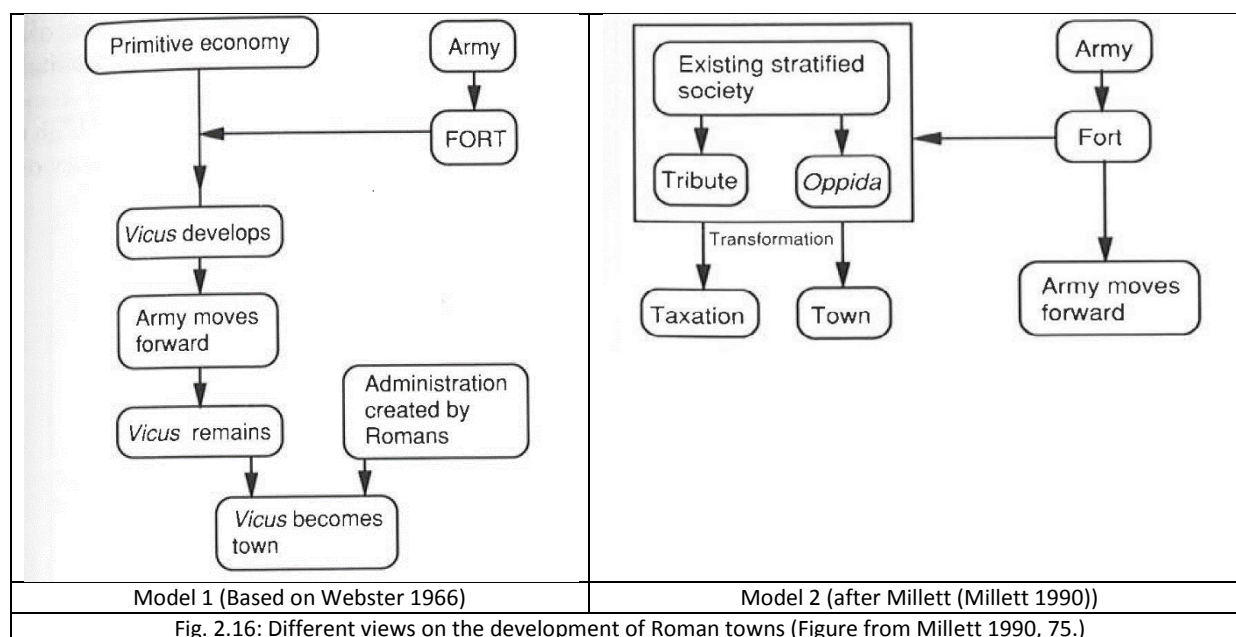 Primitive economy
Army
FORT
Vicus develops
Army moves
forward
Vicus remains
Administration
created by
Romans
Vicus becomes
town
Existing stratified
society
Tribute
Oppida
Transformation
Taxation
Town
Army
Fort
Army moves
forward
Model 1 (Based on Webster 1966)
Model 2 (after Millett (Millett 1990))
Fig. 2.16: Different views on the development of Roman towns (Figure from Millett 1990, 75.)